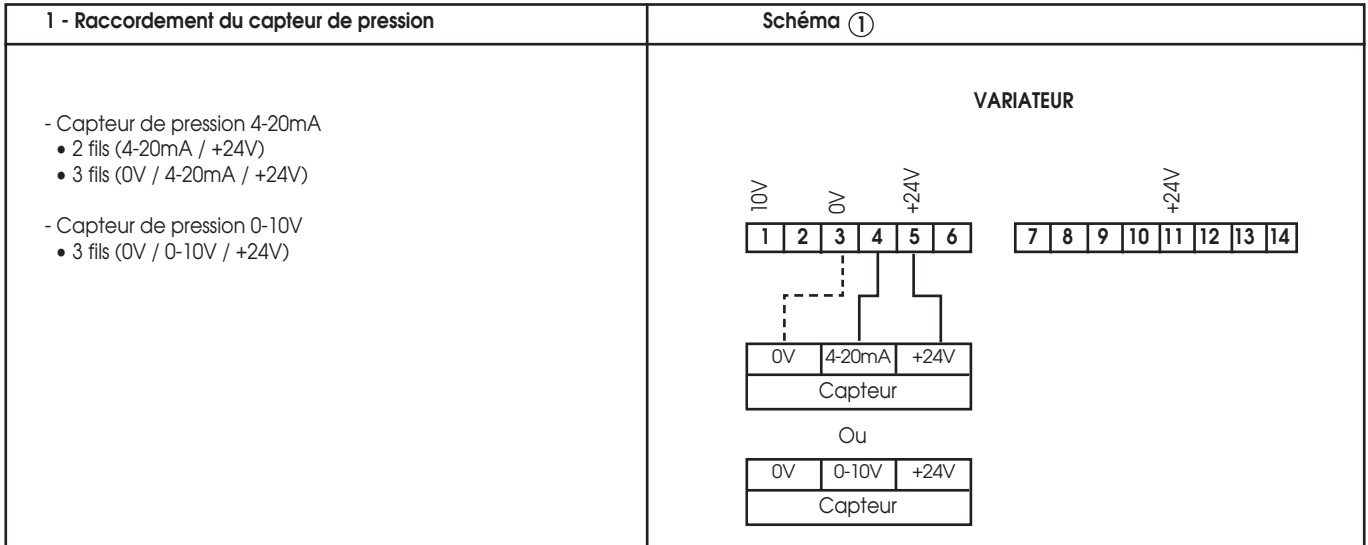 1 - Raccordement du capteur de pression
Schéma ①
- Capteur de pression 4-20mA
• 2 fils (4-20mA / +24V)
• 3 fils (0V / 4-20mA / +24V)
- Capteur de pression 0-10V
• 3 fils (0V / 0-10V / +24V)
VARIATEUR
10V 0V +24V +24V
1 2 3 4 5 6 7 8 9 10 11 12 13 14
0V 4-20mA +24V
Capteur
Ou
0V 0-10V +24V
Capteur